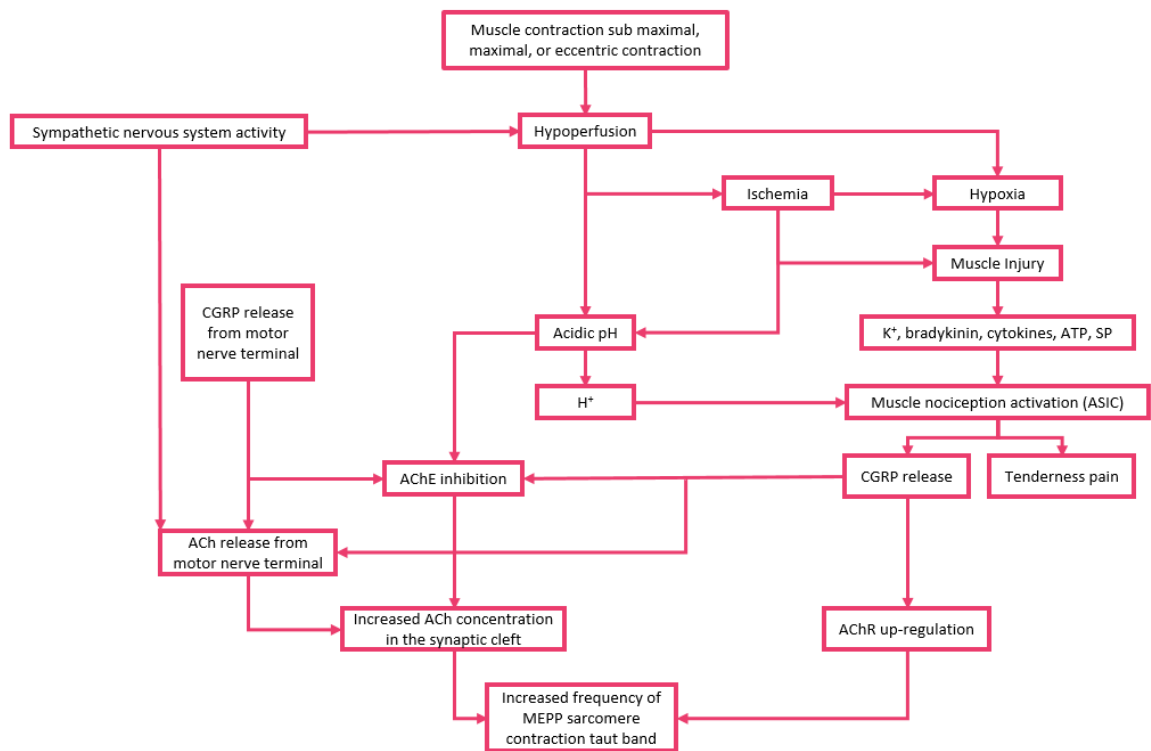 Muscle contraction sub maximal,
maximal, or eccentric contraction
Sympathetic nervous system activity
Hypoperfusion
Ischemia
Hypoxia
Muscle Injury
CGRP release
from motor
nerve terminal
Acidic pH
K⁺, bradykinin, cytokines, ATP, SP
H⁺
Muscle nociception activation (ASIC)
AChE inhibition
CGRP release
Tenderness pain
ACh release from
motor nerve terminal
Increased ACh concentration
in the synaptic cleft
AChR up-regulation
Increased frequency of
MEPP sarcomere
contraction taut band